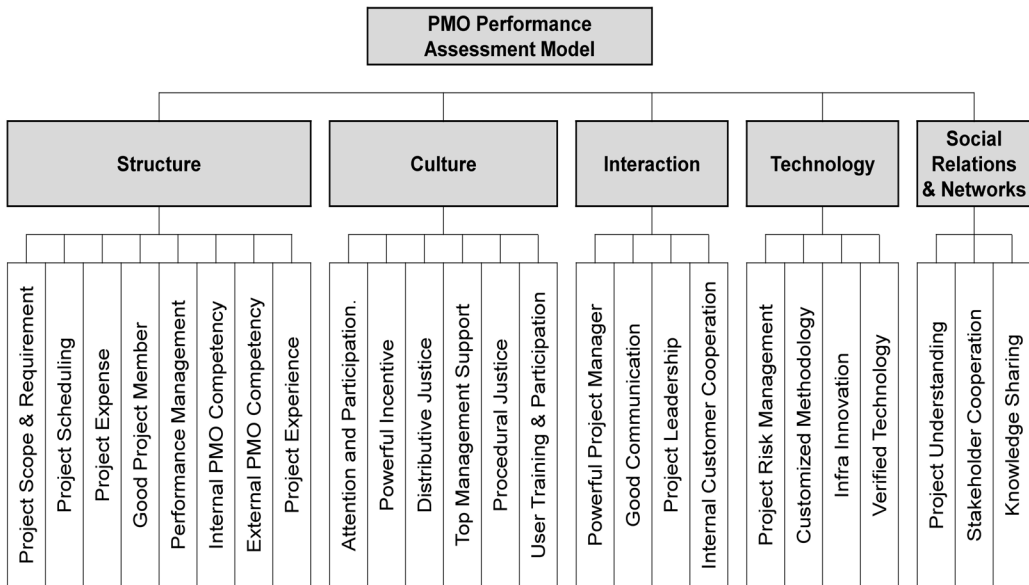 PMO Performance
Assessment Model
Structure
Culture
Interaction
Technology
Social
Relations
& Networks
Project Scope & Requirement
Project Scheduling
Project Expense
Good Project Member
Performance Management
Internal PMO Competency
External PMO Competency
Project Experience
Attention and Participation.
Powerful Incentive
Distributive Justice
Top Management Support
Procedural Justice
User Training & Participation
Powerful Project Manager
Good Communication
Project Leadership
Internal Customer Cooperation
Project Risk Management
Customized Methodology
Infra Innovation
Verified Technology
Project Understanding
Stakeholder Cooperation
Knowledge Sharing